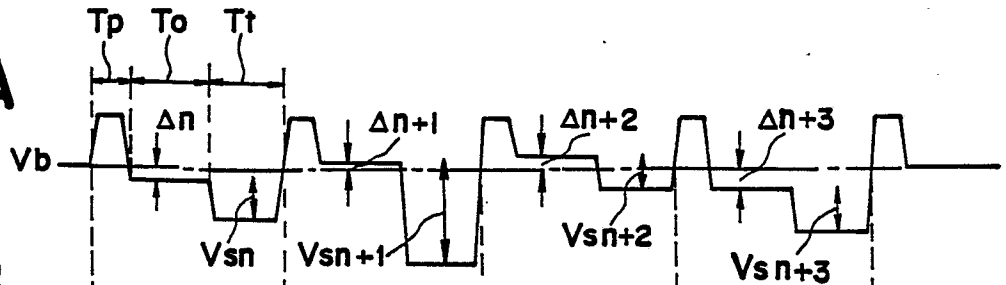 Tp To Tt
A
Δn Δn+1 Δn+2 Δn+3
Vb
Vsn Vsn+1 Vsn+2 Vsn+3